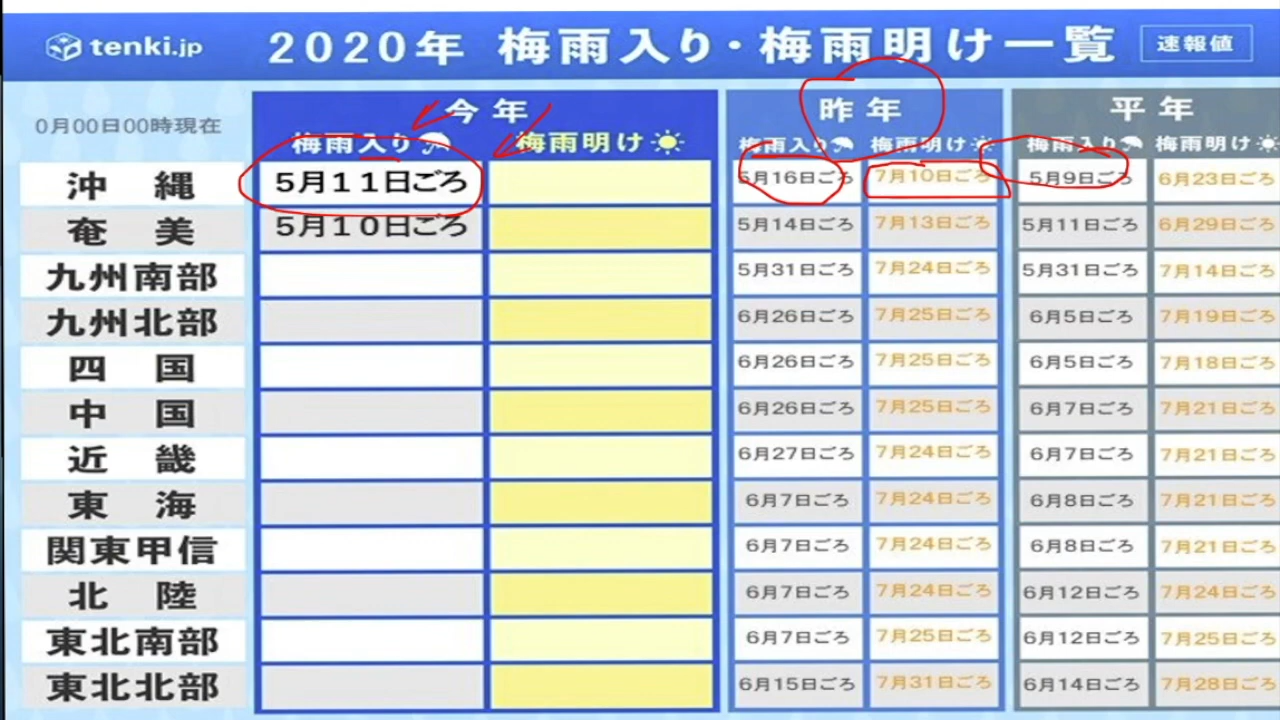 tenki.jp 2020年 梅雨入り・梅雨明け一覧 速報値
0月00日00時現在
今年 昨年 平年
梅雨入り 梅雨明け 梅雨入り 梅雨明け 梅雨入り 梅雨明け
沖縄 5月11日ごろ 5月16日ごろ 7月10日ごろ 5月9日ごろ 6月23日ごろ
奄美 5月10日ごろ 5月14日ごろ 7月13日ごろ 5月11日ごろ 6月29日ごろ
九州南部 5月31日ごろ 7月24日ごろ 5月31日ごろ 7月14日ごろ
九州北部 6月26日ごろ 7月25日ごろ 6月5日ごろ 7月19日ごろ
四国 6月26日ごろ 7月25日ごろ 6月5日ごろ 7月18日ごろ
中国 6月26日ごろ 7月25日ごろ 6月7日ごろ 7月21日ごろ
近畿 6月27日ごろ 7月24日ごろ 6月7日ごろ 7月21日ごろ
東海 6月7日ごろ 7月24日ごろ 6月8日ごろ 7月21日ごろ
関東甲信 6月7日ごろ 7月24日ごろ 6月8日ごろ 7月21日ごろ
北陸 6月7日ごろ 7月24日ごろ 6月12日ごろ 7月24日ごろ
東北南部 6月7日ごろ 7月25日ごろ 6月12日ごろ 7月25日ごろ
東北北部 6月15日ごろ 7月31日ごろ 6月14日ごろ 7月28日ごろ